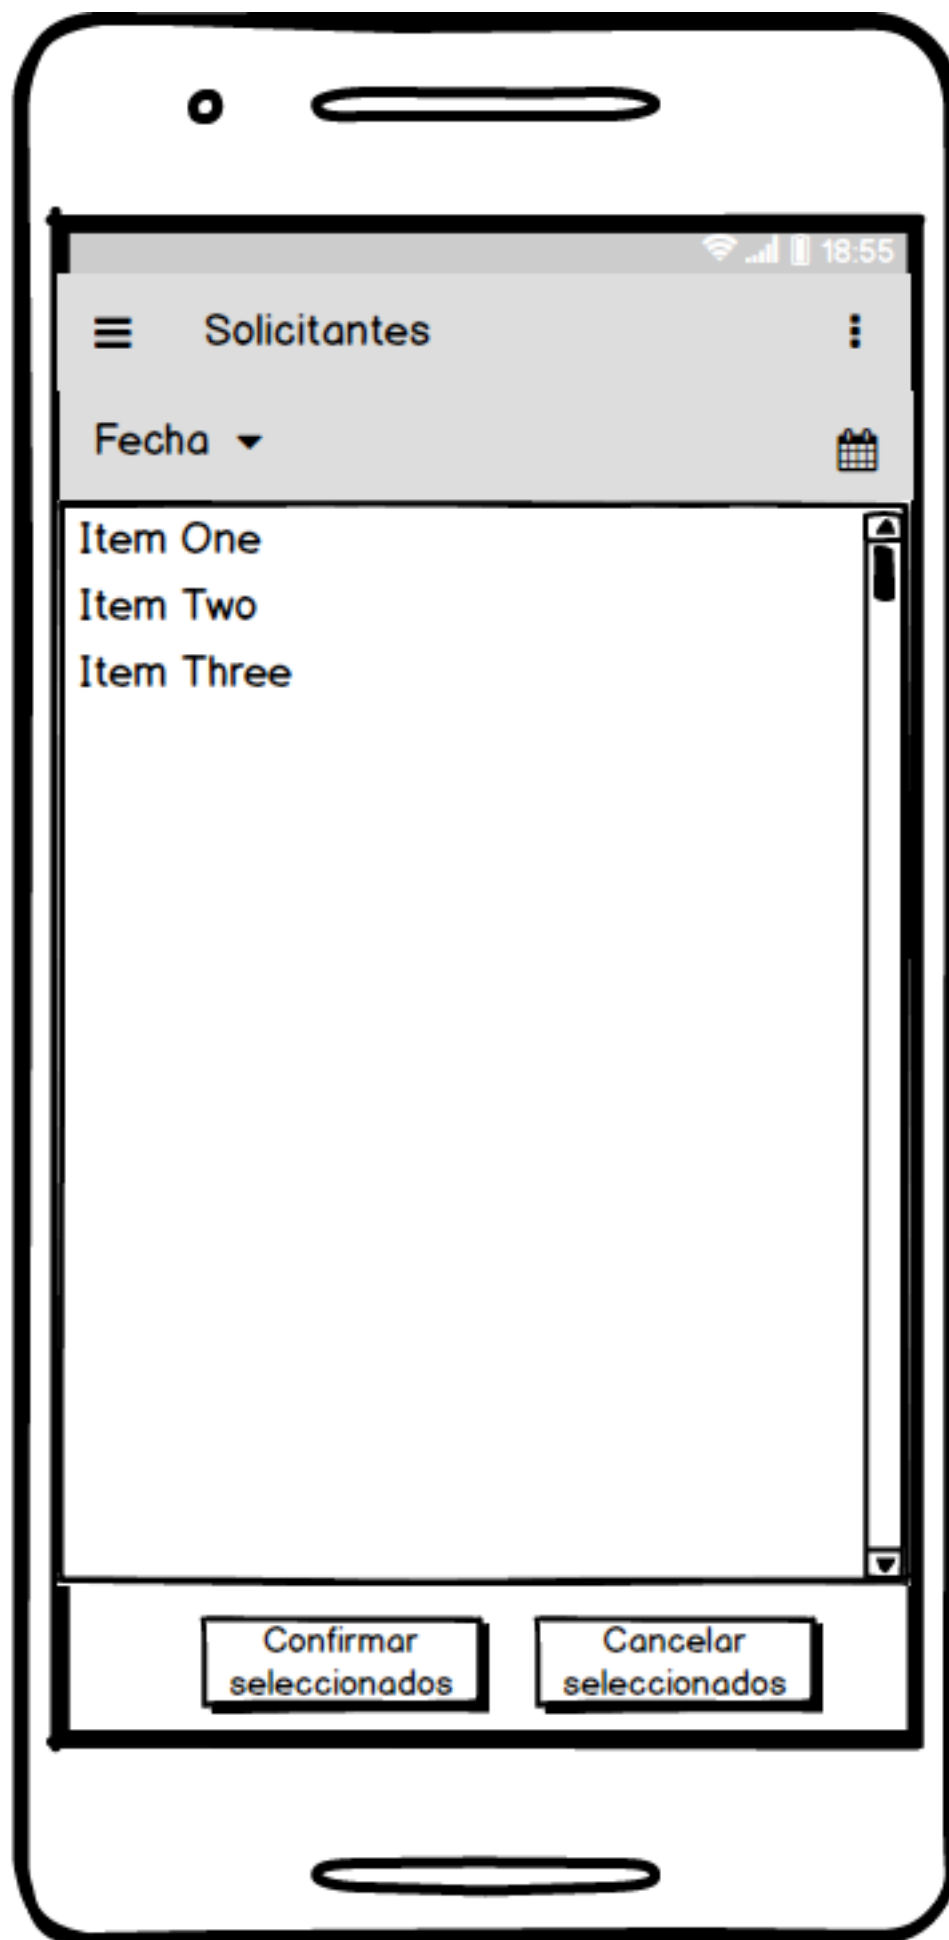 18:55
Solicitantes
Fecha
Item One
Item Two
Item Three
Confirmar
seleccionados
Cancelar
seleccionados